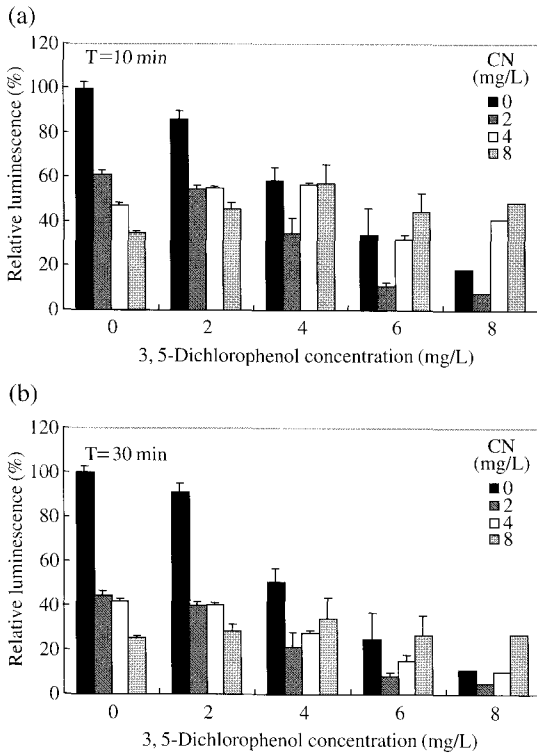 (a)
120
100
80
60
40
20
0
Relative luminescence (%)
T=10 min
CN
(mg/L)
0
2
4
8
0 2 4 6 8
3, 5-Dichlorophenol concentration (mg/L)
(b)
120
100
80
60
40
20
0
Relative luminescence (%)
T= 30 min
CN
(mg/L)
0
2
4
8
0 2 4 6 8
3, 5-Dichlorophenol concentration (mg/L)